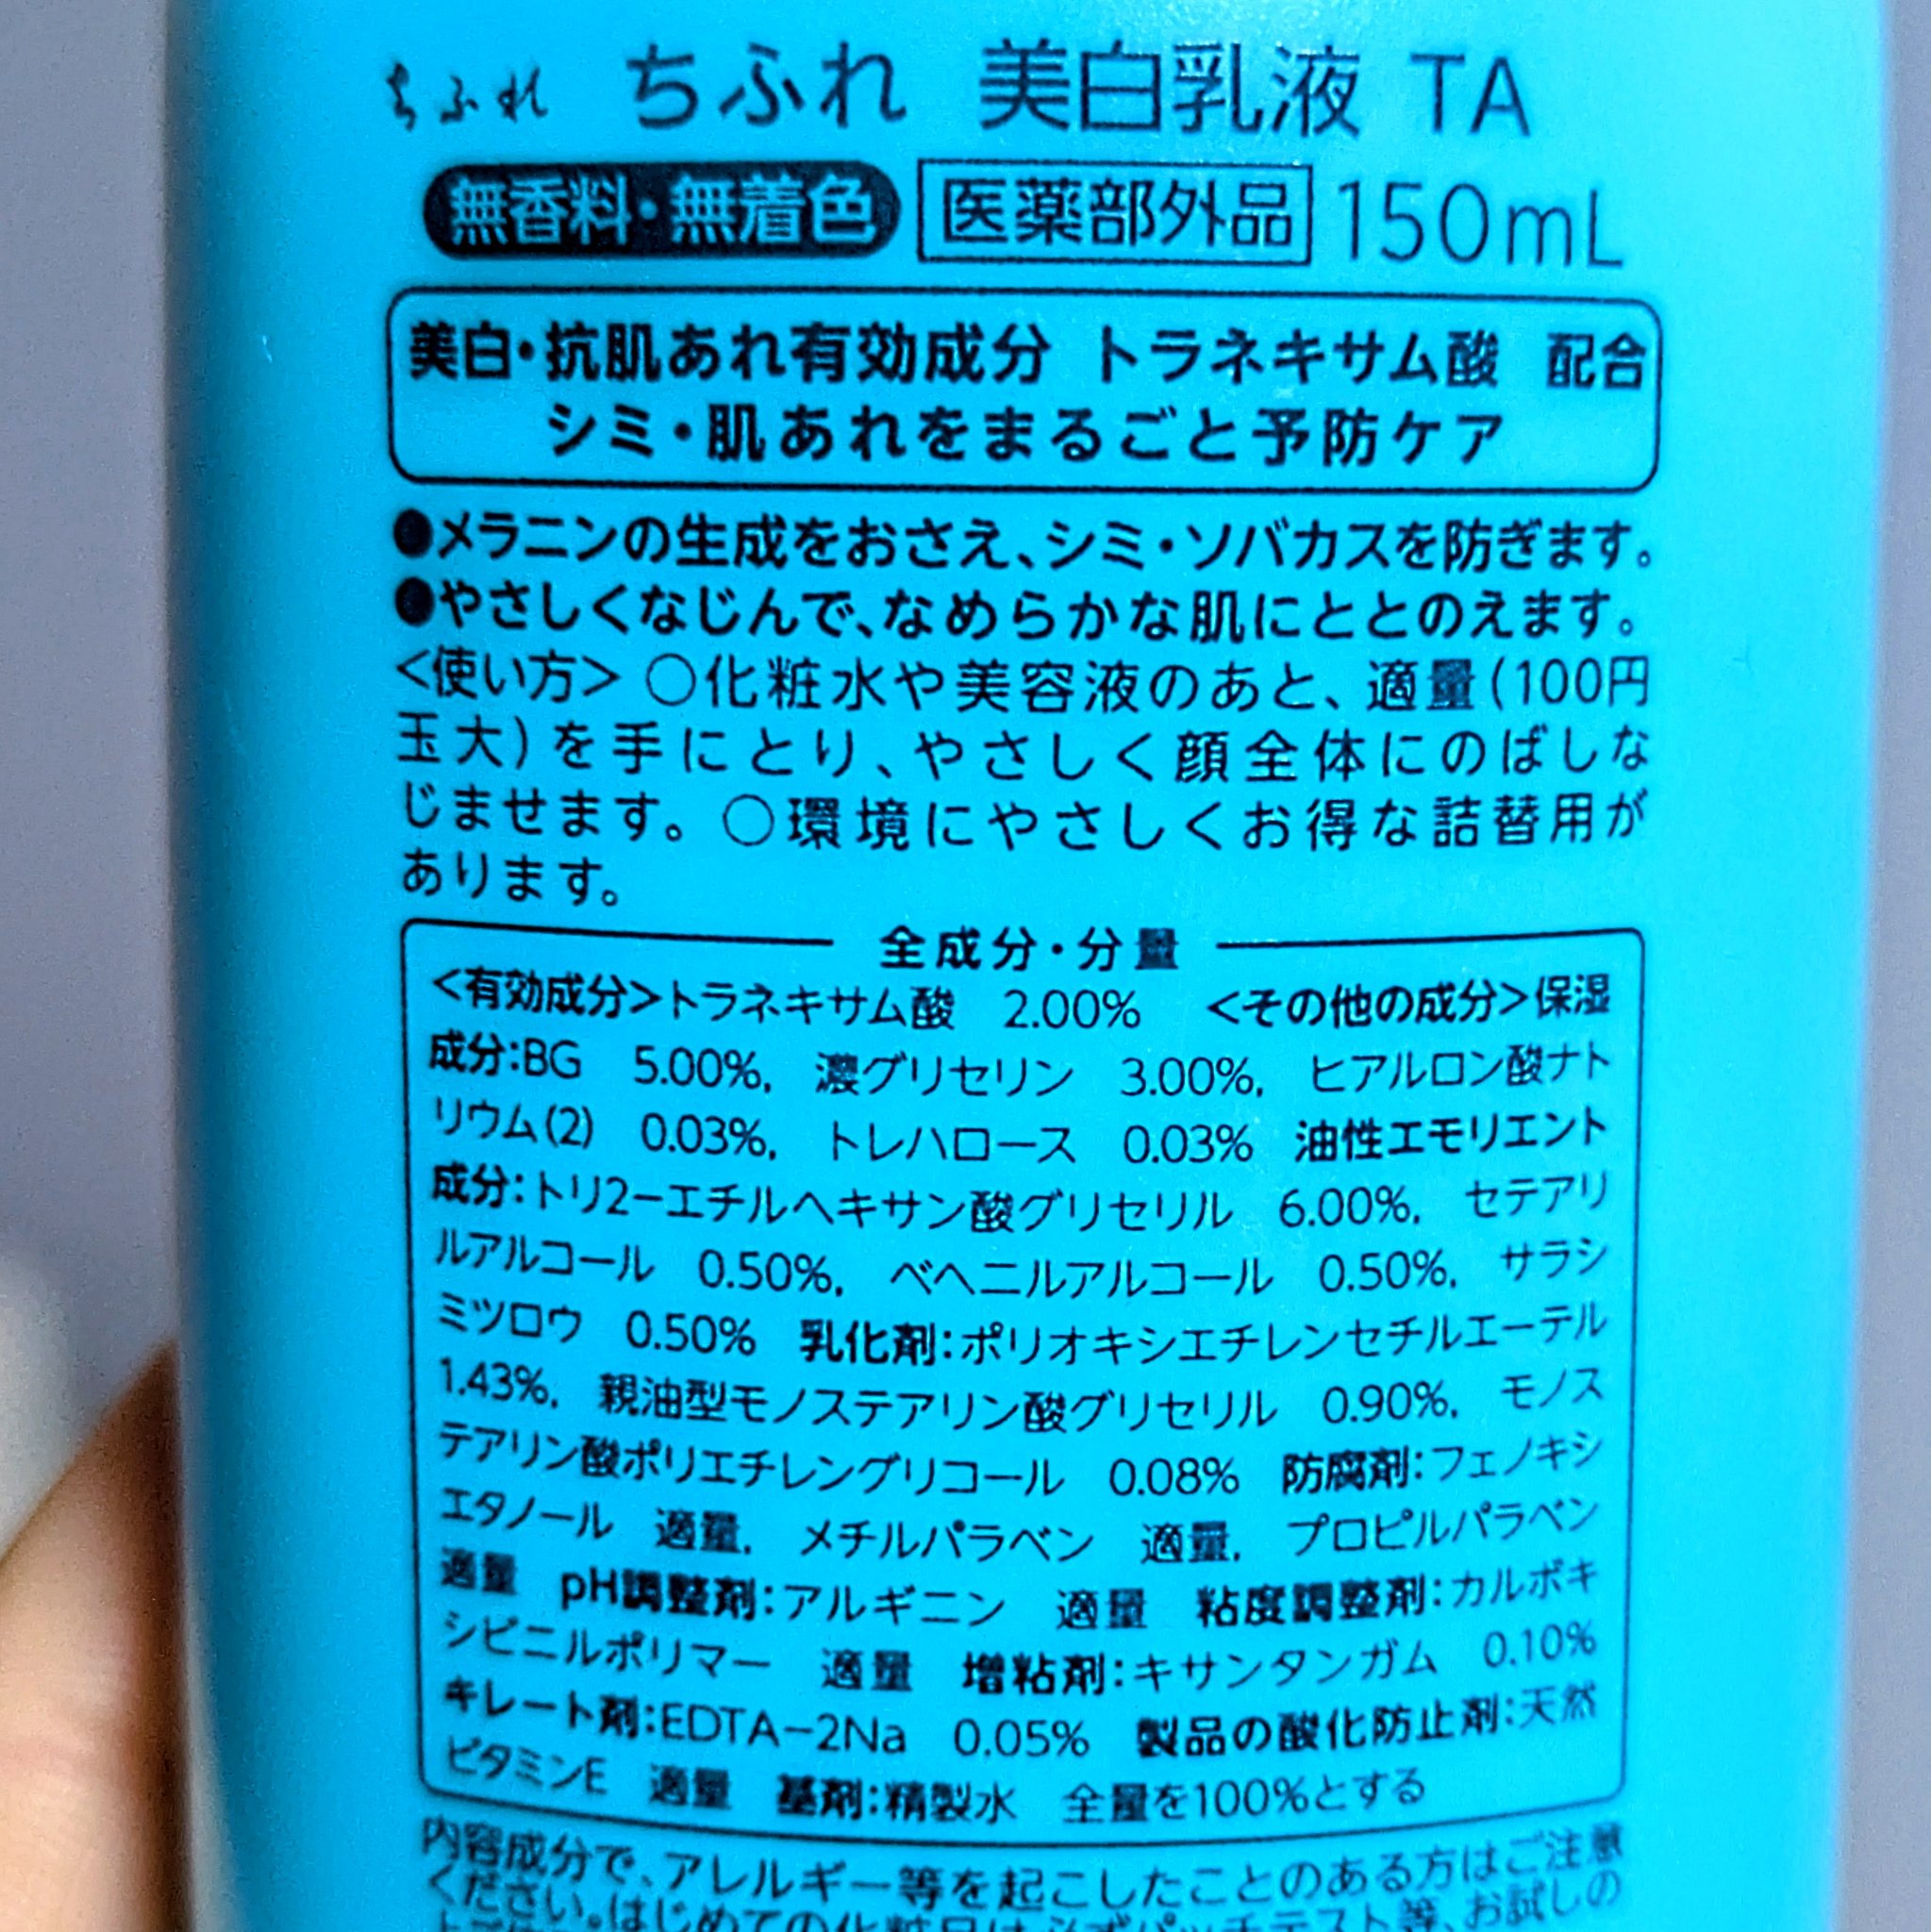 ちふれ ちふれ 美白乳液 TA
無香料・無着色 医薬部外品 150mL
美白・抗肌あれ有効成分 トラネキサム酸 配合
シミ・肌あれをまるごと予防ケア
●メラニンの生成をおさえ、シミ・ソバカスを防ぎます。
●やさしくなじんで、なめらかな肌にととのえます。
<使い方> ○化粧水や美容液のあと、適量(100円
玉大)を手にとり、やさしく顔全体にのばしな
じませます。○環境にやさしくお得な詰替用が
あります。
全成分・分量
<有効成分>トラネキサム酸 2.00% <その他の成分>保湿
成分:BG 5.00%, 濃グリセリン 3.00%, ヒアルロン酸ナト
リウム(2) 0.03%, トレハロース 0.03% 油性エモリエント
成分:トリ2−エチルヘキサン酸グリセリル 6.00%, セテアリ
ルアルコール 0.50%, ベヘニルアルコール 0.50%, サラシ
ミツロウ 0.50% 乳化剤:ポリオキシエチレンセチルエーテル
1.43%, 親油型モノステアリン酸グリセリル 0.90%, モノス
テアリン酸ポリエチレングリコール 0.08% 防腐剤:フェノキシ
エタノール 適量, メチルパラベン 適量, プロピルパラベン
適量 pH調整剤:アルギニン 適量 粘度調整剤:カルボキ
シビニルポリマー 適量 増粘剤:キサンタンガム 0.10%
キレート剤:EDTA−2Na 0.05% 製品の酸化防止剤:天然
ビタミンE 適量 基剤:精製水 全量を100%とする
内容成分で、アレルギー等を起こしたことのある方はご注意
ください。はじめての化粧品は必ずパッチテスト等、お試しの